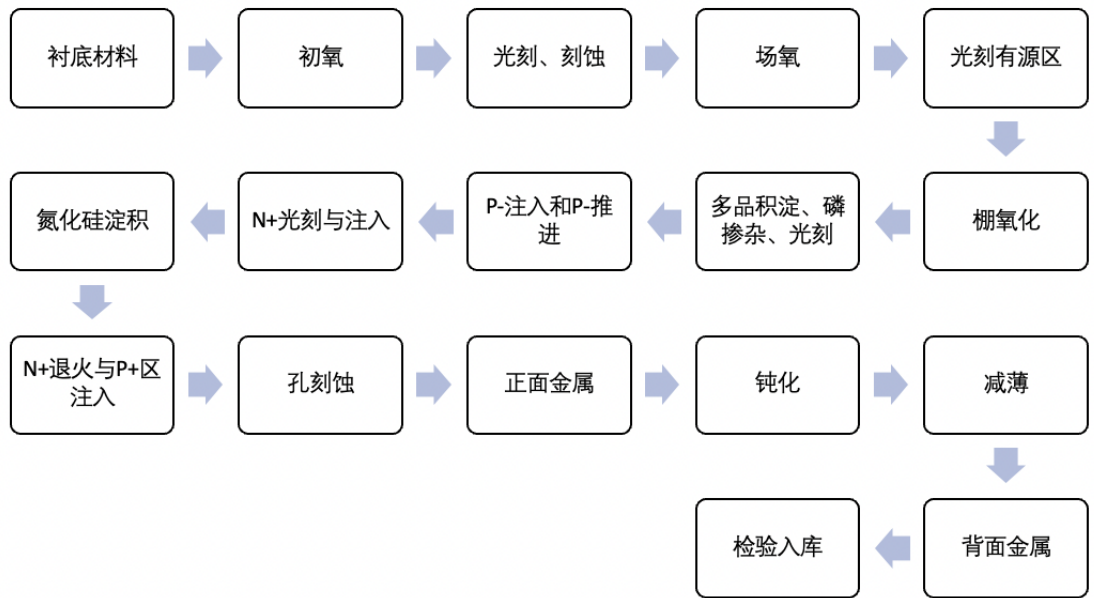 衬底材料
初氧
光刻、刻蚀
场氧
光刻有源区
棚氧化
多品积淀、磷
掺杂、光刻
P-注入和P-推
进
N+光刻与注入
氮化硅淀积
N+退火与P+区
注入
孔刻蚀
正面金属
钝化
减薄
背面金属
检验入库